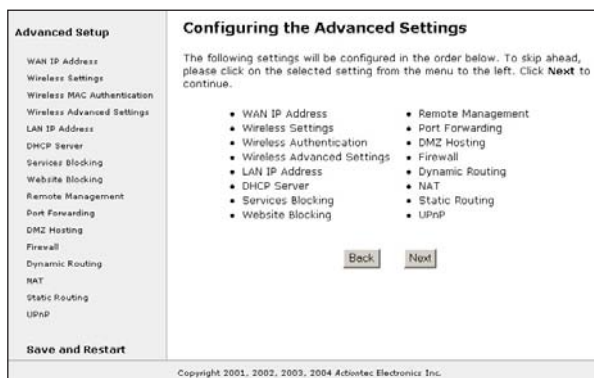 Advanced Setup
WAN IP Address
Wireless Settings
Wireless MAC Authentication
Wireless Advanced Settings
LAN IP Address
DHCP Server
Services Blocking
Website Blocking
Remote Management
Port Forwarding
DMZ Hosting
Firewall
Dynamic Routing
NAT
Static Routing
UPnP
Save and Restart
Configuring the Advanced Settings
The following settings will be configured in the order below. To skip ahead,
please click on the selected setting from the menu to the left. Click Next to
continue.
• WAN IP Address
• Wireless Settings
• Wireless Authentication
• Wireless Advanced Settings
• LAN IP Address
• DHCP Server
• Services Blocking
• Website Blocking
• Remote Management
• Port Forwarding
• DMZ Hosting
• Firewall
• Dynamic Routing
• NAT
• Static Routing
• UPnP
Back Next
Copyright 2001, 2002, 2003, 2004 Actiontec Electronics Inc.